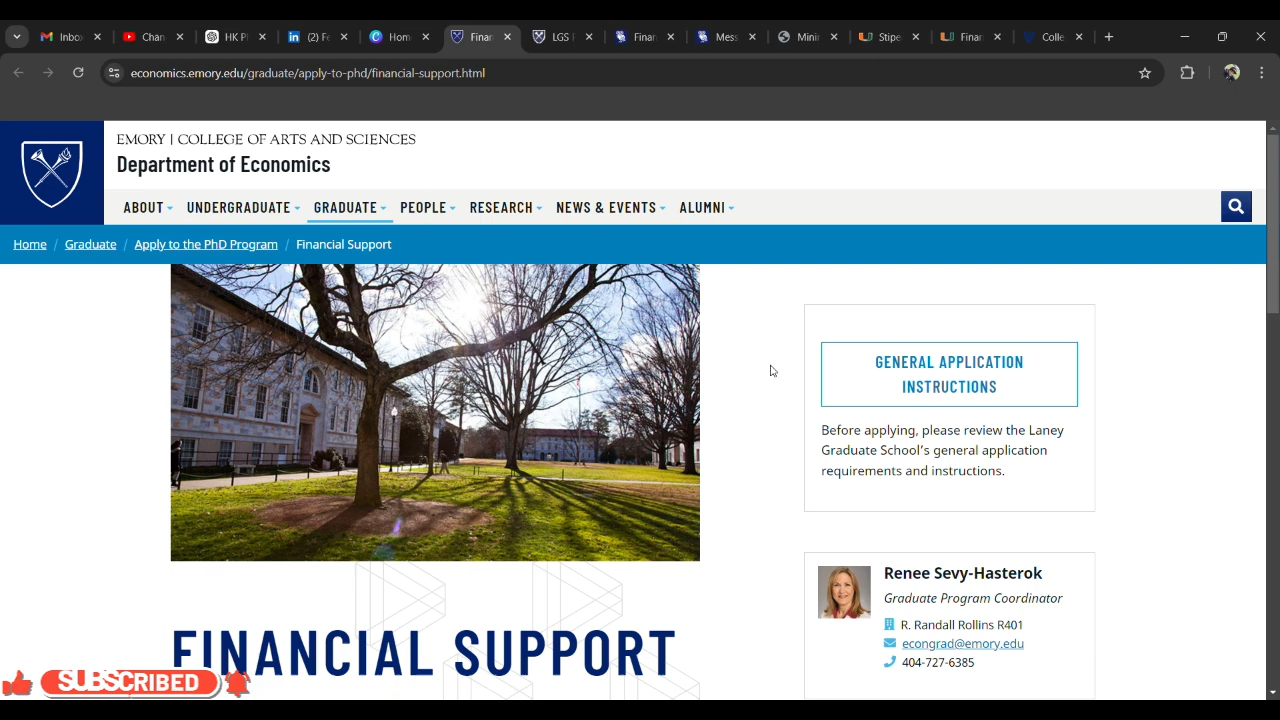 Inbo
Chan
HK P
(2) Fe
Hom
Finan
LGS F
Finar
Mess
Mini
Stipe
Finan
Colle
economics.emory.edu/graduate/apply-to-phd/financial-support.html
EMORY | COLLEGE OF ARTS AND SCIENCES
Department of Economics
ABOUT UNDERGRADUATE GRADUATE PEOPLE RESEARCH NEWS & EVENTS ALUMNI
Home / Graduate / Apply to the PhD Program / Financial Support
GENERAL APPLICATION
INSTRUCTIONS
Before applying, please review the Laney
Graduate School's general application
requirements and instructions.
Renee Sevy-Hasterok
Graduate Program Coordinator
R. Randall Rollins R401
econgrad@emory.edu
404-727-6385
FINANCIAL SUPPORT
SUBSCRIBED